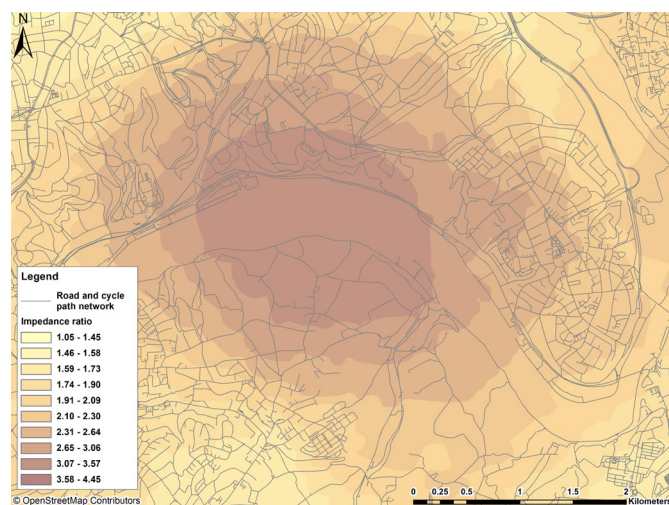 N
Legend
Road and cycle
path network
Impedance ratio
1.05 - 1.45
1.46 - 1.58
1.59 - 1.73
1.74 - 1.90
1.91 - 2.09
2.10 - 2.30
2.31 - 2.64
2.65 - 3.06
3.07 - 3.57
3.58 - 4.45
© OpenStreetMap Contributors
0 0.25 0.5 1 1.5 2
Kilometers